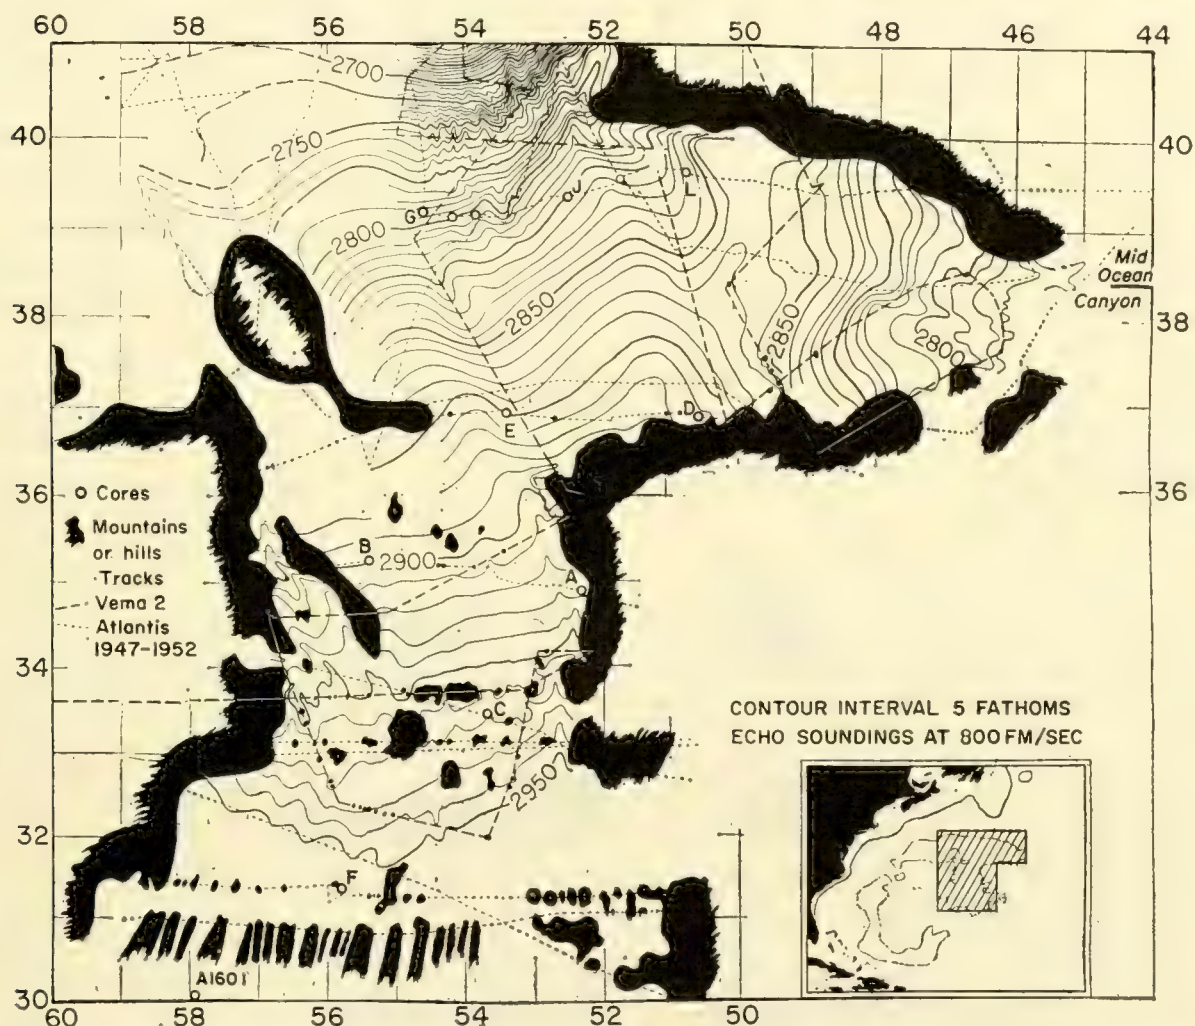 60 58 56 54 52 50 48 46 44
2700
40 40
2750
J
L
G
2800
Mid
Ocean
Canyon
2850
2850
38 38
2800
D
E
36 36
Cores
Mountains
or hills
Tracks
Vema 2
Atlantis
1947-1952
B
2900
A
34
C
CONTOUR INTERVAL 5 FATHOMS
ECHO SOUNDINGS AT 800 FM/SEC
2950
32
F
A1601
30
60 58 56 54 52 50